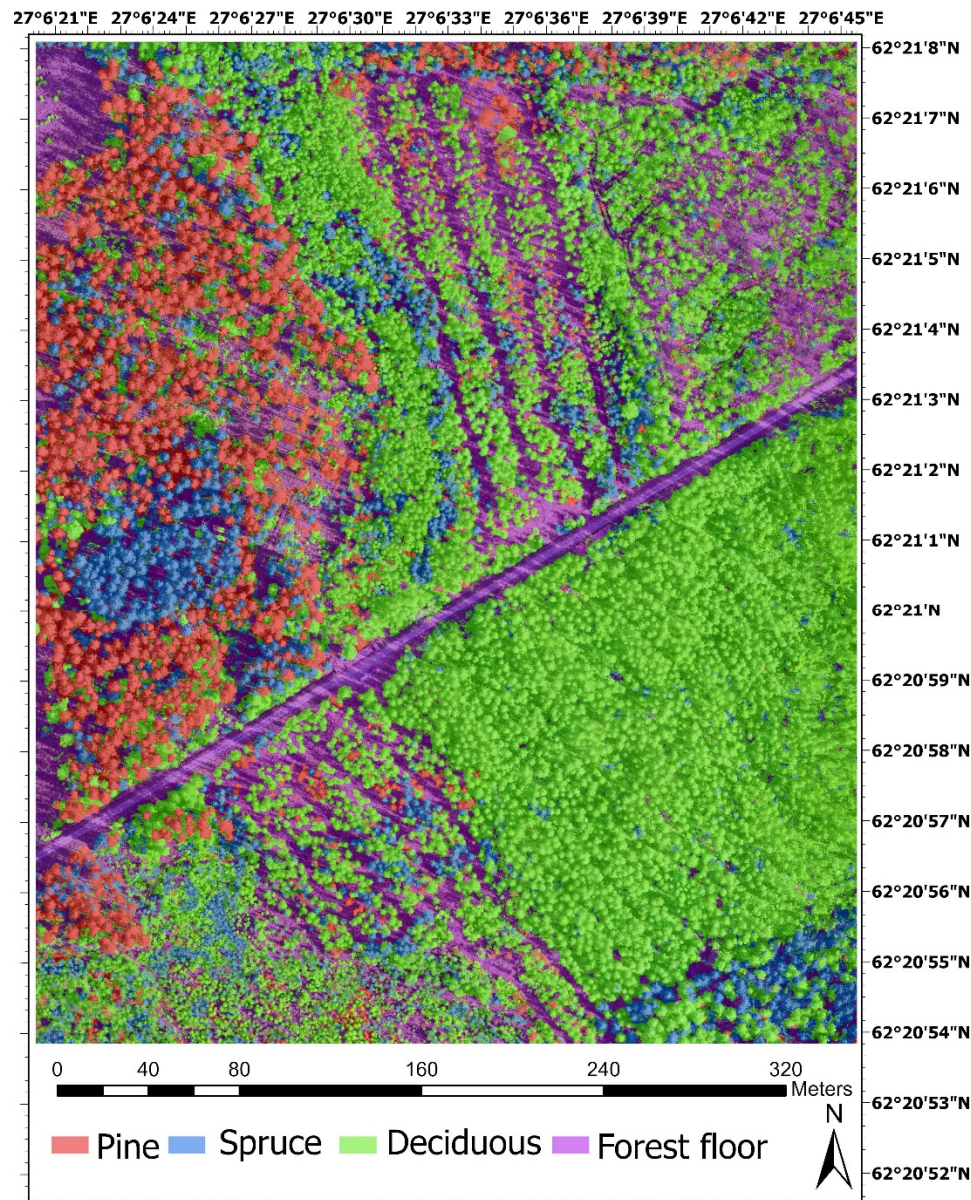 27°6'21"E 27°6'24"E 27°6'27"E 27°6'30"E 27°6'33"E 27°6'36"E 27°6'39"E 27°6'42"E 27°6'45"E
62°21'8"N
62°21'7"N
62°21'6"N
62°21'5"N
62°21'4"N
62°21'3"N
62°21'2"N
62°21'1"N
62°21'N
62°20'59"N
62°20'58"N
62°20'57"N
62°20'56"N
62°20'55"N
62°20'54"N
62°20'53"N
62°20'52"N
0 40 80 160 240 320
Meters
N
Pine Spruce Deciduous Forest floor